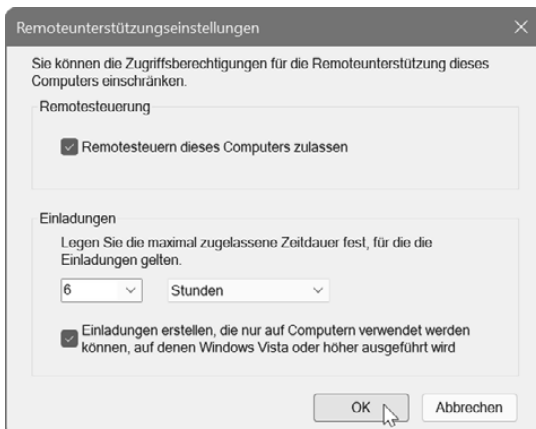 Remoteunterstützungseinstellungen
Sie können die Zugriffsberechtigungen für die Remoteunterstützung dieses
Computers einschränken.
Remotesteuerung
Remotesteuern dieses Computers zulassen
Einladungen
Legen Sie die maximal zugelassene Zeitdauer fest, für die die
Einladungen gelten.
6 Stunden
Einladungen erstellen, die nur auf Computern verwendet werden
können, auf denen Windows Vista oder höher ausgeführt wird
OK Abbrechen